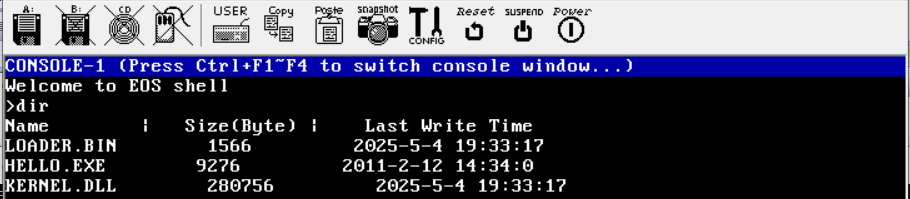 A: B: CD USER Copy Paste snapshot CONFIG Reset SUSPEND Power
CONSOLE-1 (Press Ctrl+F1~F4 to switch console window...)
Welcome to EOS shell
>dir
Name | Size(Byte) | Last Write Time
LOADER.BIN 1566 2025-5-4 19:33:17
HELLO.EXE 9276 2011-2-12 14:34:0
KERNEL.DLL 280756 2025-5-4 19:33:17